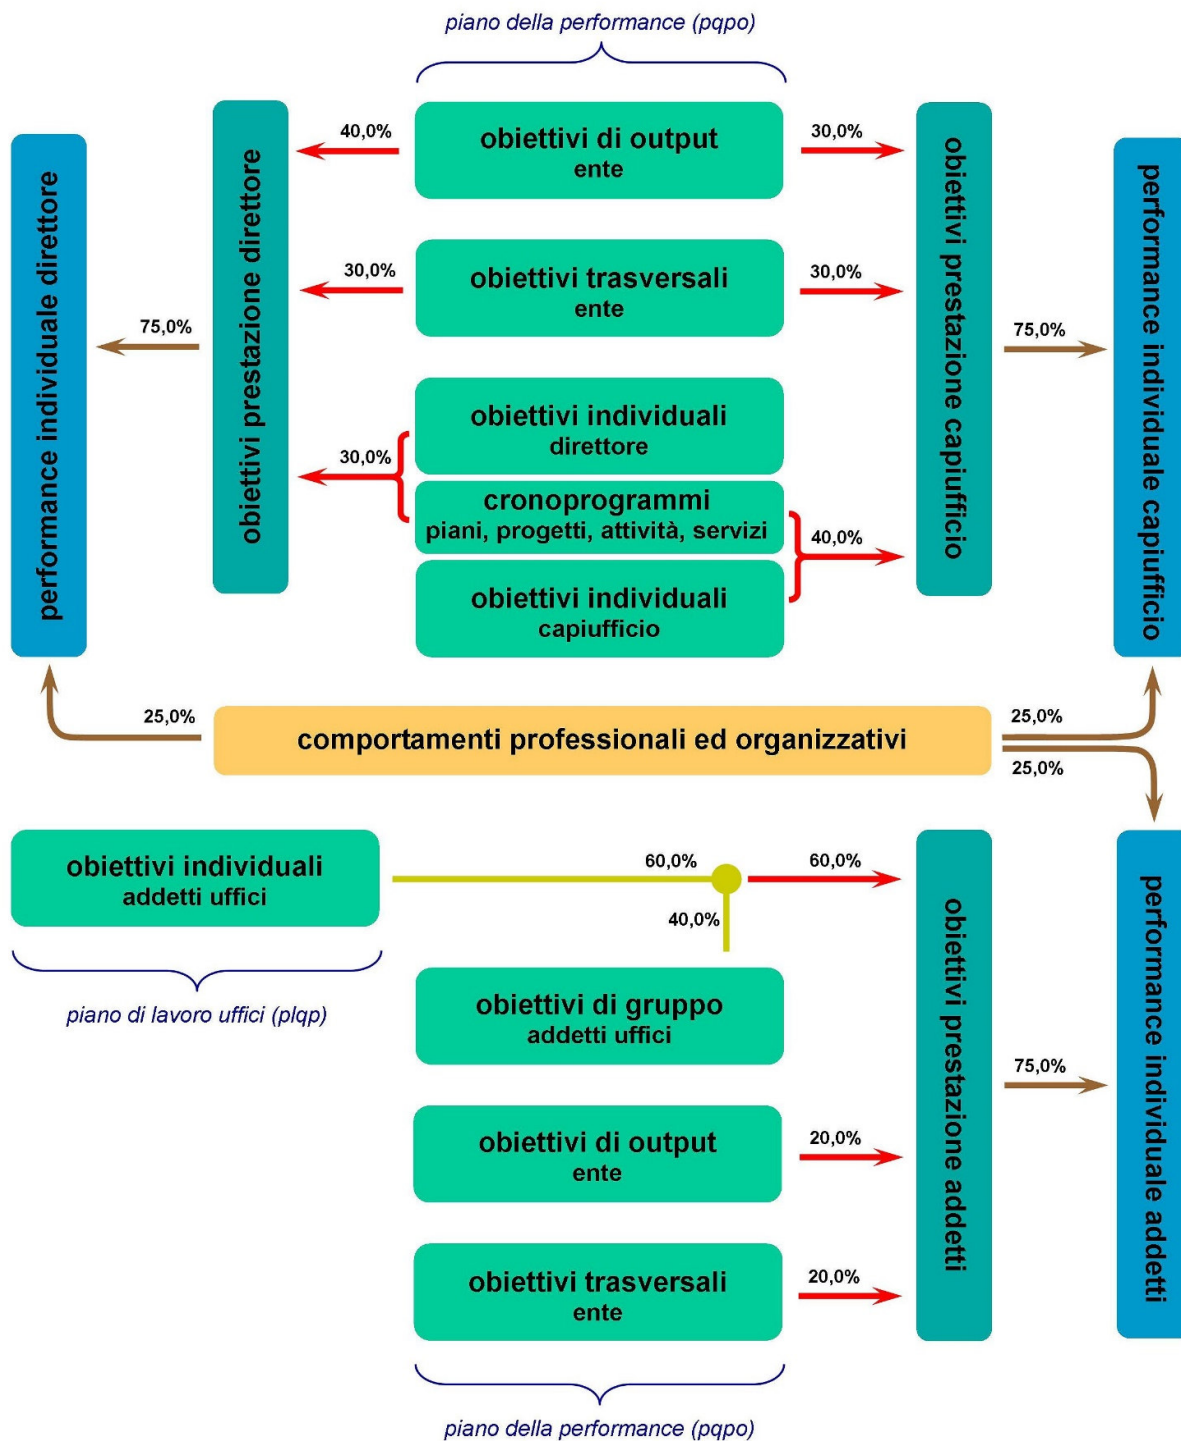 piano della performance (pqpo)
performance individuale direttore
75,0%
obiettivi prestazione direttore
40,0%
obiettivi di output
ente
30,0%
30,0%
obiettivi trasversali
ente
30,0%
30,0%
obiettivi individuali
direttore
cronoprogrammi
piani, progetti, attività, servizi
40,0%
obiettivi individuali
capiufficio
obiettivi prestazione capiufficio
75,0%
performance individuale capiufficio
25,0%
comportamenti professionali ed organizzativi
25,0%
25,0%
obiettivi individuali
addetti uffici
60,0%
60,0%
40,0%
piano di lavoro uffici (plqp)
obiettivi di gruppo
addetti uffici
obiettivi di output
ente
20,0%
obiettivi trasversali
ente
20,0%
obiettivi prestazione addetti
75,0%
performance individuale addetti
piano della performance (pqpo)